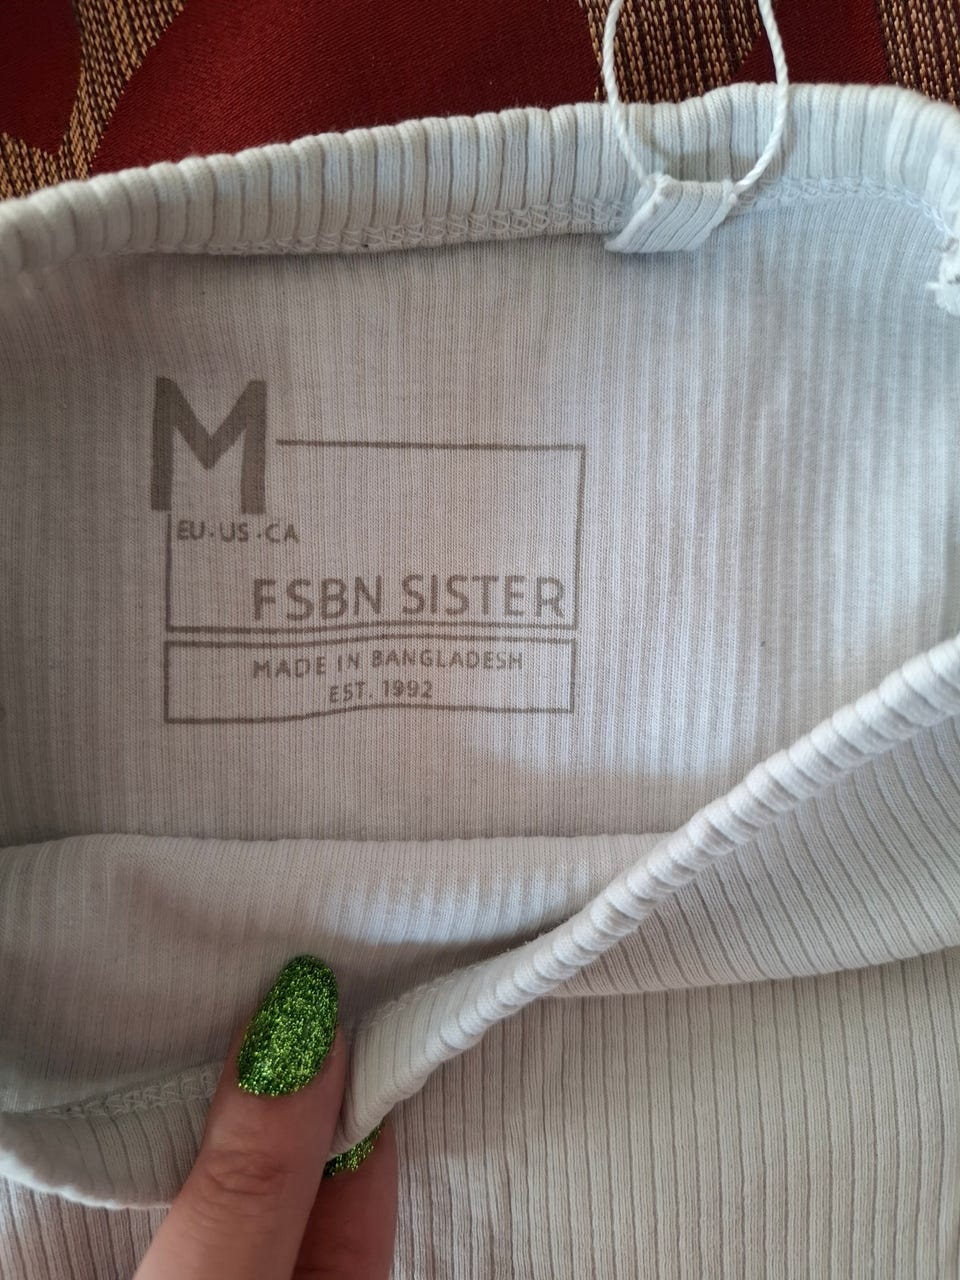 M
EU·US·CA
FSBN SISTER
MADE IN BANGLADESH
EST. 1992